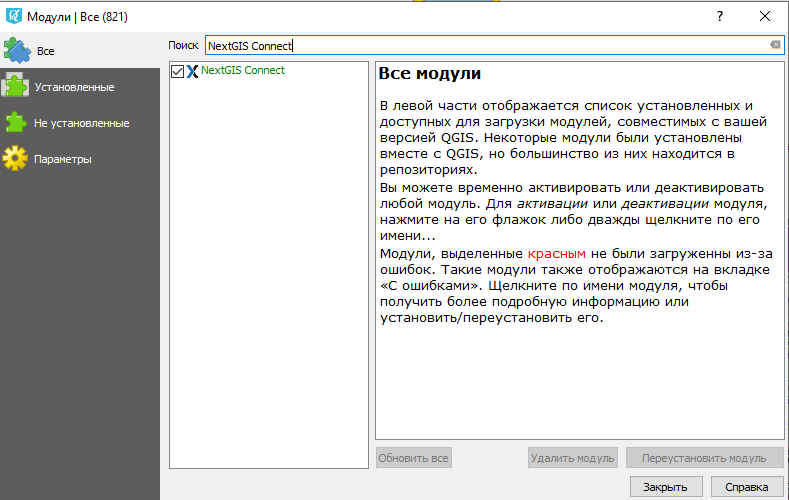 Модули | Все (821)
?
Все
Установленные
Не установленные
Параметры
Поиск
NextGIS Connect
NextGIS Connect
Все модули
В левой части отображается список установленных и
доступных для загрузки модулей, совместимых с вашей
версией QGIS. Некоторые модули были установлены
вместе с QGIS, но большинство из них находится в
репозиториях.
Вы можете временно активировать или деактивировать
любой модуль. Для активации или деактивации модуля,
нажмите на его флажок либо дважды щелкните по его
имени...
Модули, выделенные красным не были загруженны из-за
ошибок. Такие модули также отображаются на вкладке
«С ошибками». Щелкните по имени модуля, чтобы
получить более подробную информацию или
установить/переустановить его.
Обновить все
Удалить модуль
Переустановить модуль
Закрыть
Справка